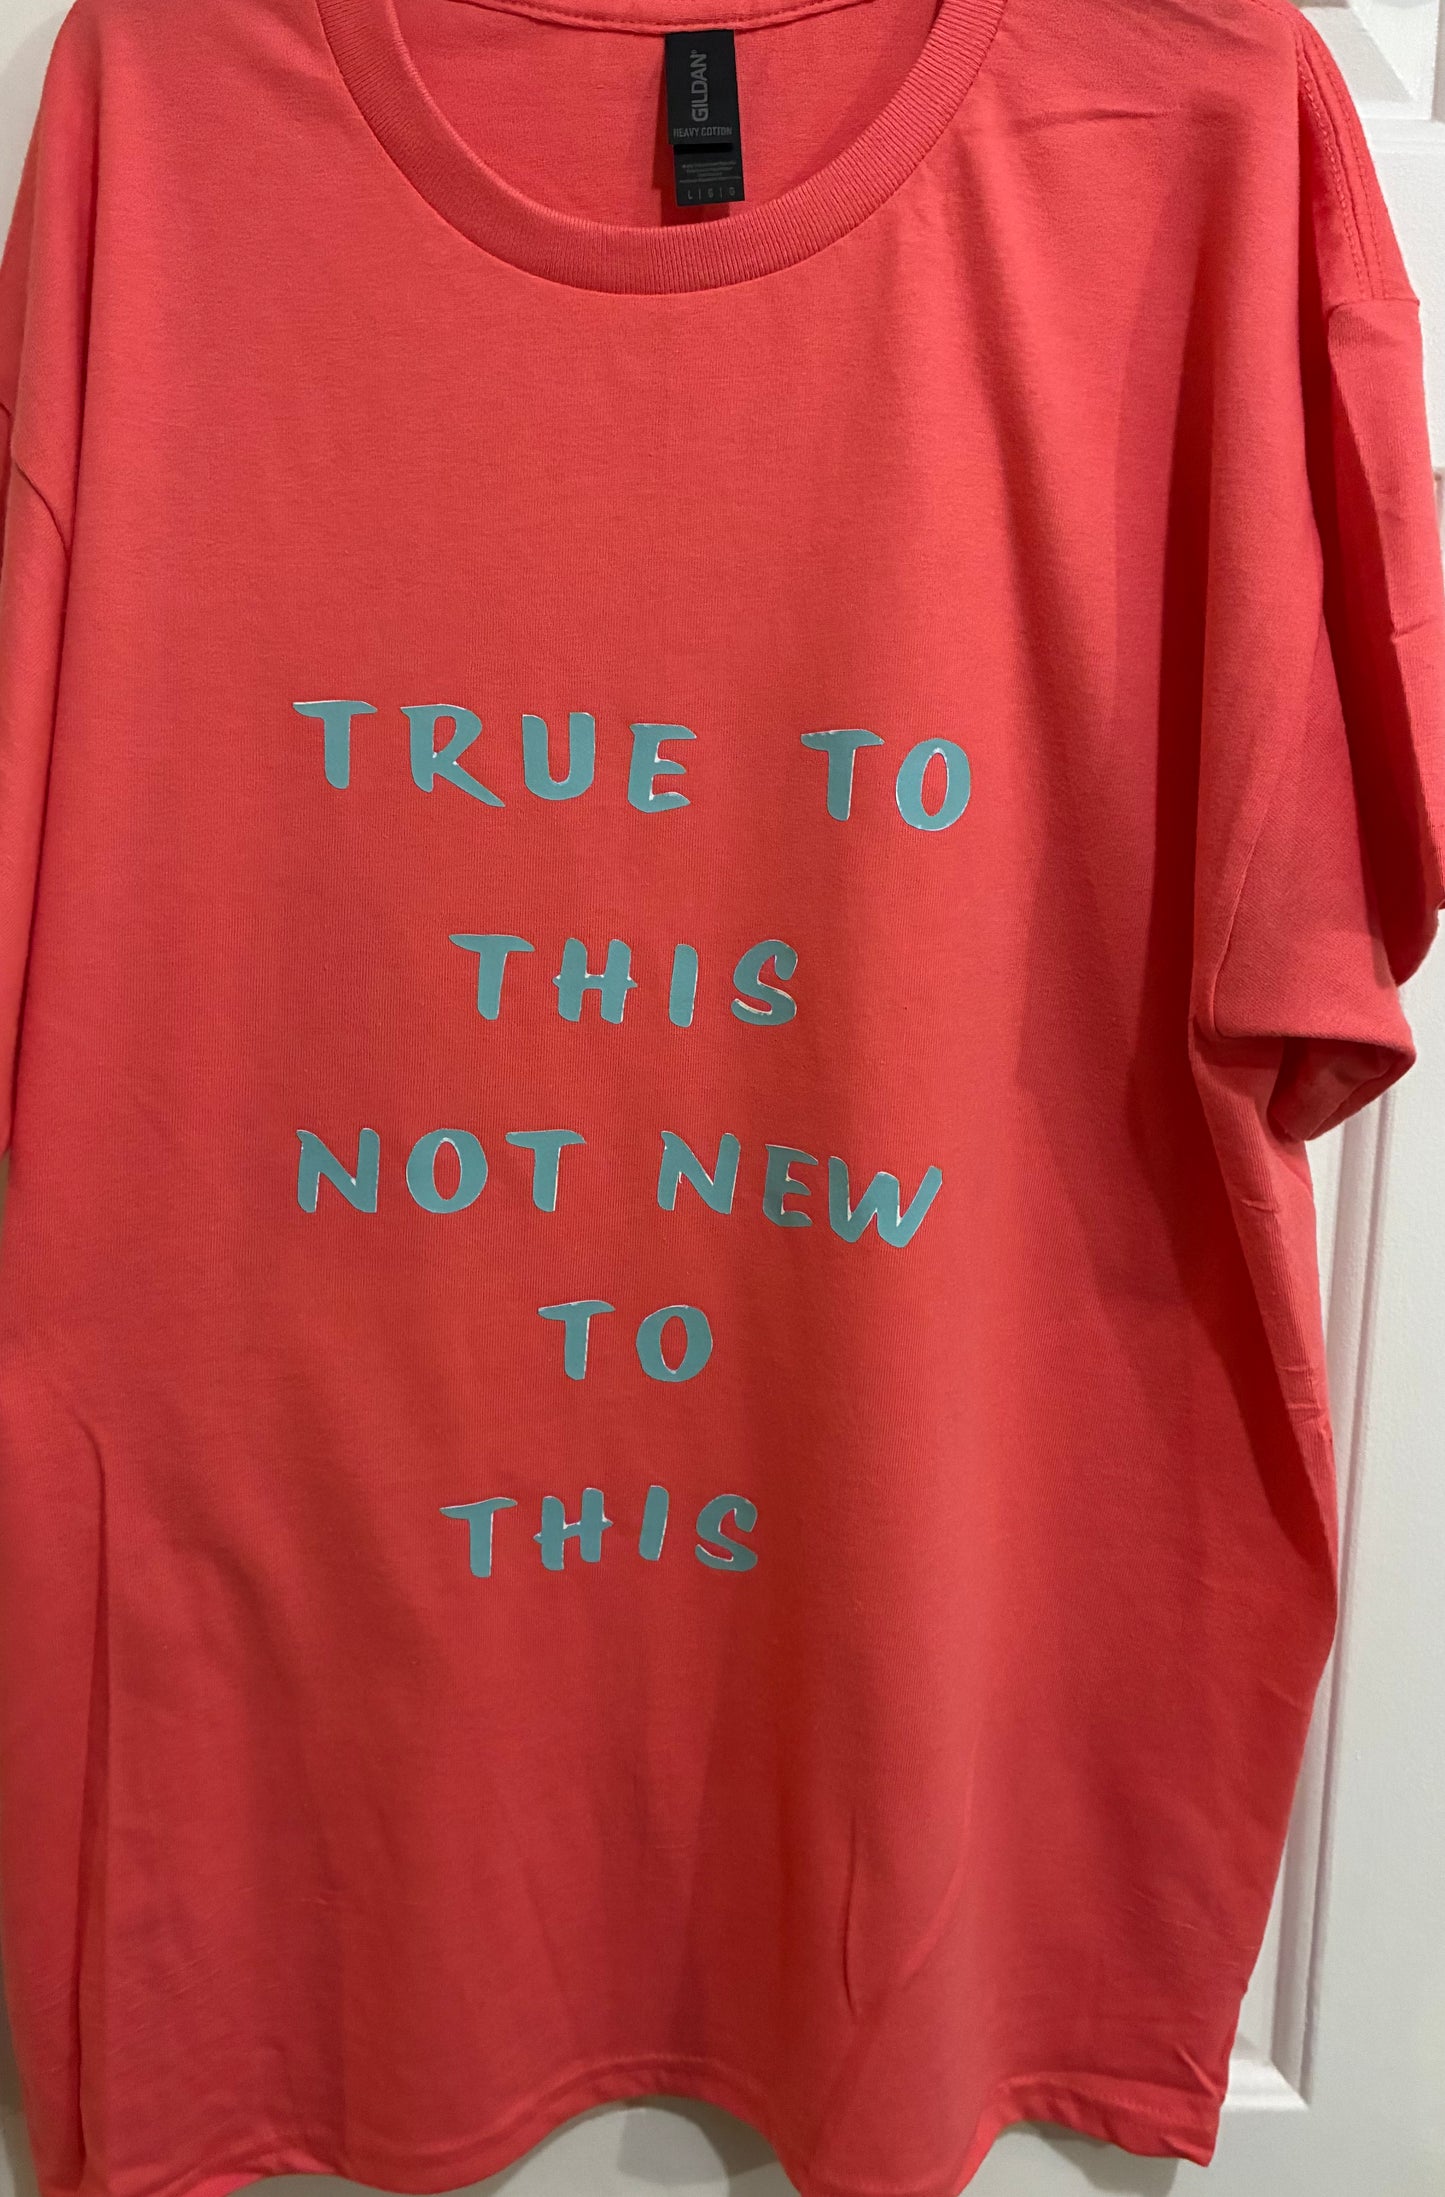 GILDAN®
HEAVY COTTON
L | G | G
TRUE TO
THIS
NOT NEW
TO
THIS